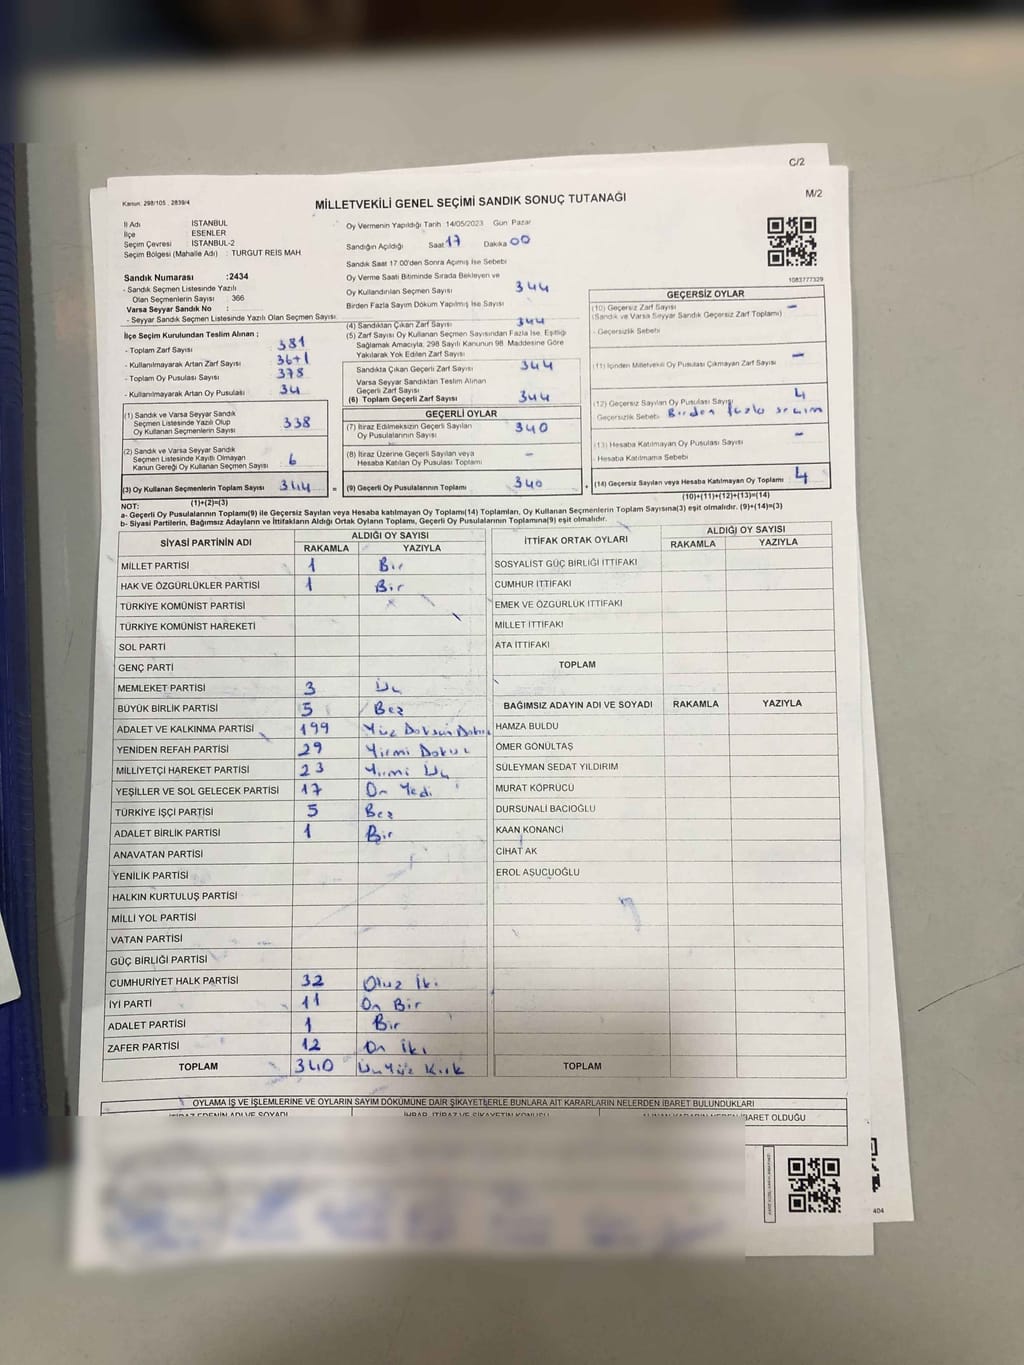 C/2
M/2
Kanun: 298/105 , 2839/4
MİLLETVEKİLİ GENEL SEÇİMİ SANDIK SONUÇ TUTANAĞI
İl Adı İSTANBUL
İlçe ESENLER
Seçim Çevresi İSTANBUL-2
Seçim Bölgesi (Mahalle Adı) : TURGUT REİS MAH
Sandık Numarası :2434
- Sandık Seçmen Listesinde Yazılı
Olan Seçmenlerin Sayısı : 366
Varsa Seyyar Sandık No :
- Seyyar Sandık Seçmen Listesinde Yazılı Olan Seçmen Sayısı
İlçe Seçim Kurulundan Teslim Alınan ;
- Toplam Zarf Sayısı 381
- Kullanılmayarak Artan Zarf Sayısı 36+1
- Toplam Oy Pusulası Sayısı 378
- Kullanılmayarak Artan Oy Pusulası 34
(1) Sandık ve Varsa Seyyar Sandık
Seçmen Listesinde Yazılı Olup
Oy Kullanan Seçmenlerin Sayısı 338
(2) Sandık ve Varsa Seyyar Sandık
Seçmen Listesinde Kayıtlı Olmayan
Kanun Gereği Oy Kullanan Seçmen Sayısı 6
(3) Oy Kullanan Seçmenlerin Toplam Sayısı 344 =
(1)+(2)=(3)
Oy Vermenin Yapıldığı Tarih 14/05/2023 Gün Pazar
Sandığın Açıldığı Saat 17 Dakika 00
Sandık Saat 17:00'den Sonra Açımış İse Sebebi
Oy Verme Saati Bitiminde Sırada Bekleyen ve
Oy Kullandırılan Seçmen Sayısı 344
Birden Fazla Sayım Döküm Yapılmış İse Sayısı
(4) Sandıktan Çıkan Zarf Sayısı 344
(5) Zarf Sayısı Oy Kullanan Seçmen Sayısından Fazla İse, Eşitliği
Sağlamak Amacıyla, 298 Sayılı Kanunun 98. Maddesine Göre
Yakılarak Yok Edilen Zarf Sayısı
Sandıkta Çıkan Geçerli Zarf Sayısı 344
Varsa Seyyar Sandıktan Teslim Alınan
Geçerli Zarf Sayısı
(6) Toplam Geçerli Zarf Sayısı 344
GEÇERLİ OYLAR
(7) İtiraz Edilmeksizin Geçerli Sayılan
Oy Pusulalarının Sayısı 340
(8) İtiraz Üzerine Geçerli Sayılan veya
Hesaba Katılan Oy Pusulası Toplamı -
(9) Geçerli Oy Pusulalarının Toplamı 340 +
1083777329
GEÇERSİZ OYLAR
(10) Geçersiz Zarf Sayısı -
(Sandık ve Varsa Seyyar Sandık Geçersiz Zarf Toplamı)
- Geçersizlik Sebebi
(11) İçinden Milletvekili Oy Pusulası Çıkmayan Zarf Sayısı -
(12) Geçersiz Sayılan Oy Pusulası Sayısı 4
Geçersizlik Sebebi Birden fazla seçim
(13) Hesaba Katılmayan Oy Pusulası Sayısı -
- Hesaba Katılmama Sebebi
(14) Geçersiz Sayılan veya Hesaba Katılmayan Oy Toplamı 4
(10)+(11)+(12)+(13)=(14)
NOT:
a- Geçerli Oy Pusulalarının Toplamı(9) ile Geçersiz Sayılan veya Hesaba katılmayan Oy Toplamı(14) Toplamları, Oy Kullanan Seçmenlerin Toplam Sayısına(3) eşit olmalıdır. (9)+(14)=(3)
b- Siyasi Partilerin, Bağımsız Adayların ve İttifakların Aldığı Ortak Oyların Toplamı, Geçerli Oy Pusulalarının Toplamına(9) eşit olmalıdır.
SİYASİ PARTİNİN ADI ALDIĞI OY SAYISI
RAKAMLA YAZIYLA
MİLLET PARTİSİ 1 Bir
HAK VE ÖZGÜRLÜKLER PARTİSİ 1 Bir
TÜRKİYE KOMÜNİST PARTİSİ
TÜRKİYE KOMÜNİST HAREKETİ
SOL PARTİ
GENÇ PARTİ
MEMLEKET PARTİSİ 3 Üç
BÜYÜK BİRLİK PARTİSİ 5 Beş
ADALET VE KALKINMA PARTİSİ 199 Yüz Doksan Dokuz
YENİDEN REFAH PARTİSİ 29 Yirmi Dokuz
MİLLİYETÇİ HAREKET PARTİSİ 23 Yirmi Üç
YEŞİLLER VE SOL GELECEK PARTİSİ 17 On Yedi
TÜRKİYE İŞÇİ PARTİSİ 5 Beş
ADALET BİRLİK PARTİSİ 1 Bir
ANAVATAN PARTİSİ
YENİLİK PARTİSİ
HALKIN KURTULUŞ PARTİSİ
MİLLİ YOL PARTİSİ
VATAN PARTİSİ
GÜÇ BİRLİĞİ PARTİSİ
CUMHURİYET HALK PARTİSİ 32 Otuz İki
İYİ PARTİ 11 On Bir
ADALET PARTİSİ 1 Bir
ZAFER PARTİSİ 12 On iki
TOPLAM 340 Üç Yüz Kırk
İTTİFAK ORTAK OYLARI ALDIĞI OY SAYISI
RAKAMLA YAZIYLA
SOSYALİST GÜÇ BİRLİĞİ İTTİFAKI
CUMHUR İTTİFAKI
EMEK VE ÖZGÜRLÜK İTTİFAKI
MİLLET İTTİFAKI
ATA İTTİFAKI
TOPLAM
BAĞIMSIZ ADAYIN ADI VE SOYADI RAKAMLA YAZIYLA
HAMZA BULDU
ÖMER GÖNÜLTAŞ
SÜLEYMAN SEDAT YILDIRIM
MURAT KÖPRÜCÜ
DURSUNALİ BACIOĞLU
KAAN KONANCİ
CİHAT AK
EROL AŞUÇUOĞLU
TOPLAM
OYLAMA İŞ VE İŞLEMLERİNE VE OYLARIN SAYIM DÖKÜMÜNE DAİR ŞİKAYETLERLE BUNLARA AİT KARARLARIN NELERDEN İBARET BULUNDUKLARI
İTİRAZ EDENİN ADI VE SOYADI İHBAR, İTİRAZ VE ŞİKAYETİN KONUSU ALINAN KARARIN NEDEN İBARET OLDUĞU
404